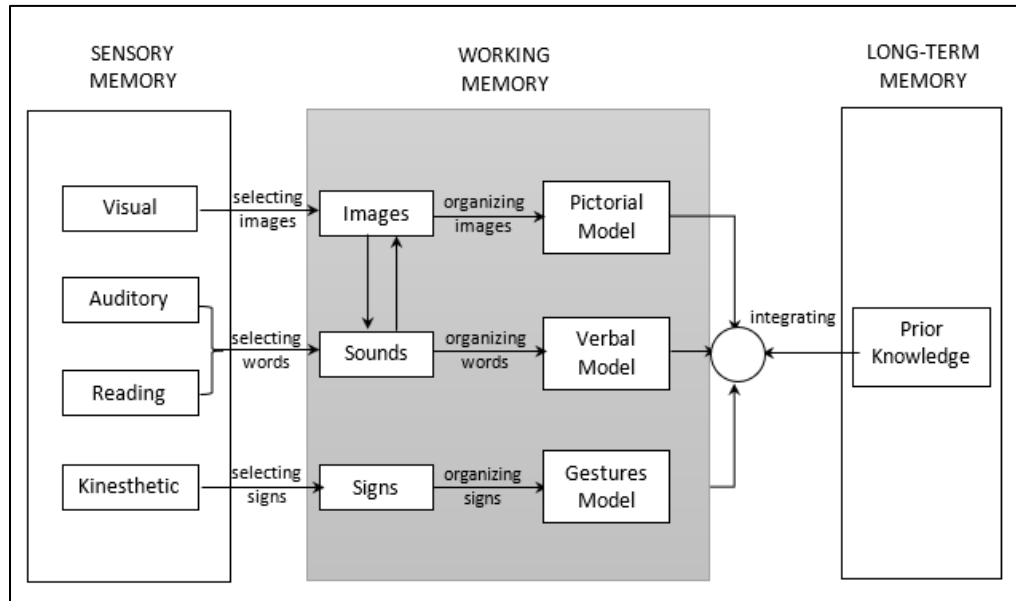 SENSORY
MEMORY
WORKING
MEMORY
LONG-TERM
MEMORY
Visual
selecting
images
Images
organizing
images
Pictorial
Model
Auditory
Reading
selecting
words
Sounds
organizing
words
Verbal
Model
integrating
Prior
Knowledge
Kinesthetic
selecting
signs
Signs
organizing
signs
Gestures
Model